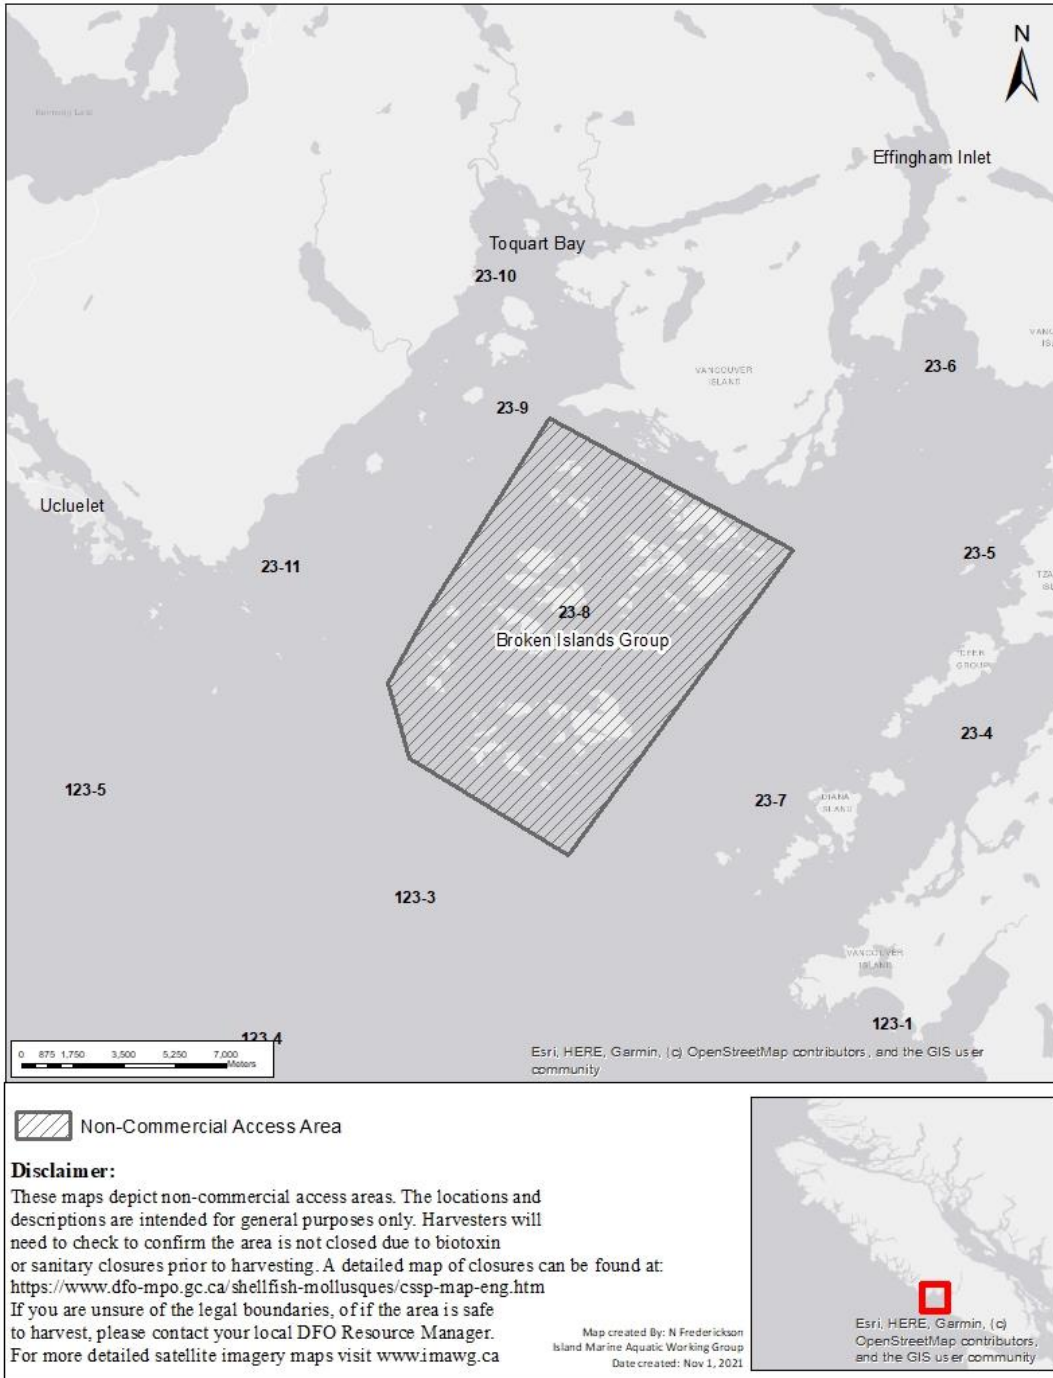 N
Kennedy Lake
Effingham Inlet
Toquart Bay
23-10
VANCOUVER
ISLAND
23-6
23-9
Ucluelet
23-11
23-5
23-8
Broken Islands Group
DEER
GROUP
23-4
123-5
23-7
DIANA
ISLAND
123-3
VANCOUVER
ISLAND
123-1
123-4
0 875 1,750 3,500 5,250 7,000
Meters
Esri, HERE, Garmin, (c) OpenStreetMap contributors, and the GIS user
community
Non-Commercial Access Area
Disclaimer:
These maps depict non-commercial access areas. The locations and
descriptions are intended for general purposes only. Harvesters will
need to check to confirm the area is not closed due to biotoxin
or sanitary closures prior to harvesting. A detailed map of closures can be found at:
https://www.dfo-mpo.gc.ca/shellfish-mollusques/cssp-map-eng.htm
If you are unsure of the legal boundaries, of if the area is safe
to harvest, please contact your local DFO Resource Manager.
For more detailed satellite imagery maps visit www.imawg.ca
Map created By: N Frederickson
Island Marine Aquatic Working Group
Date created: Nov 1, 2021
Esri, HERE, Garmin, (c)
OpenStreetMap contributors,
and the GIS user community